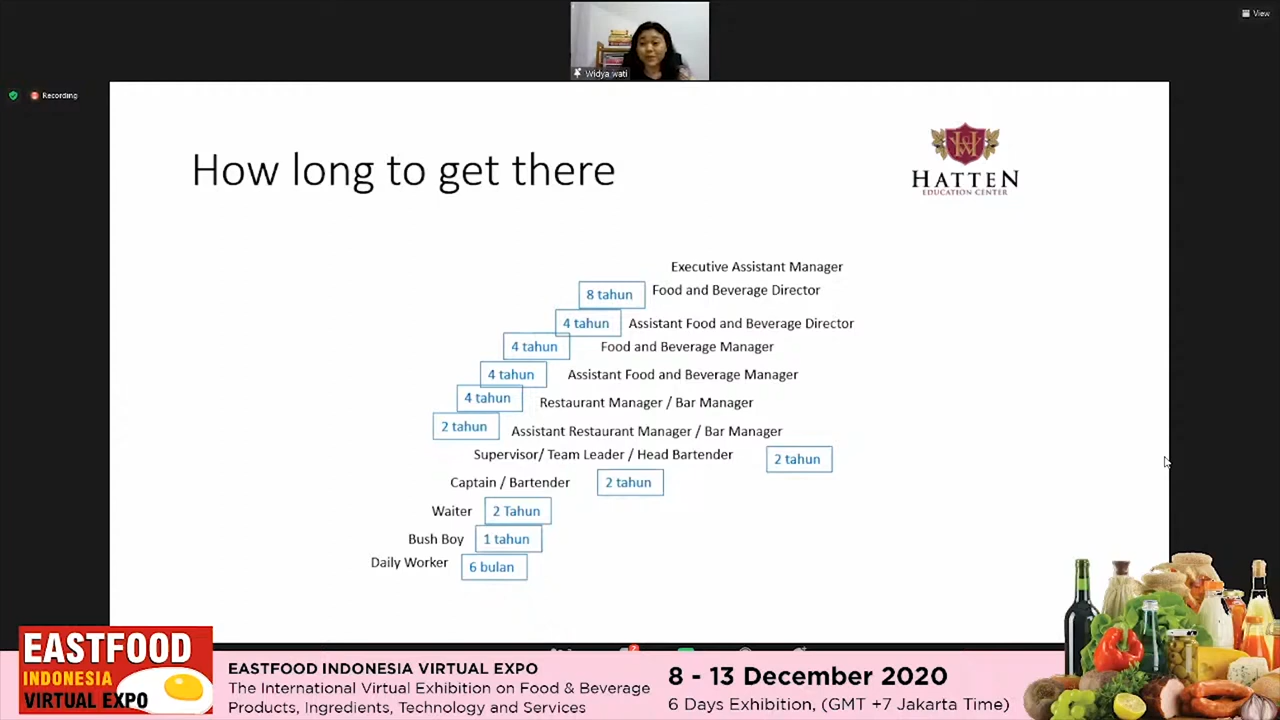 View
Widya wati
Recording
How long to get there
HATTEN
EDUCATION CENTER
Executive Assistant Manager
8 tahun Food and Beverage Director
4 tahun Assistant Food and Beverage Director
4 tahun Food and Beverage Manager
4 tahun Assistant Food and Beverage Manager
4 tahun Restaurant Manager / Bar Manager
2 tahun Assistant Restaurant Manager / Bar Manager
Supervisor/ Team Leader / Head Bartender 2 tahun
Captain / Bartender 2 tahun
Waiter 2 Tahun
Bush Boy 1 tahun
Daily Worker 6 bulan
EASTFOOD
INDONESIA
VIRTUAL EXPO
EASTFOOD INDONESIA VIRTUAL EXPO
The International Virtual Exhibition on Food & Beverage
Products, Ingredients, Technology and Services
8 - 13 December 2020
6 Days Exhibition, (GMT +7 Jakarta Time)